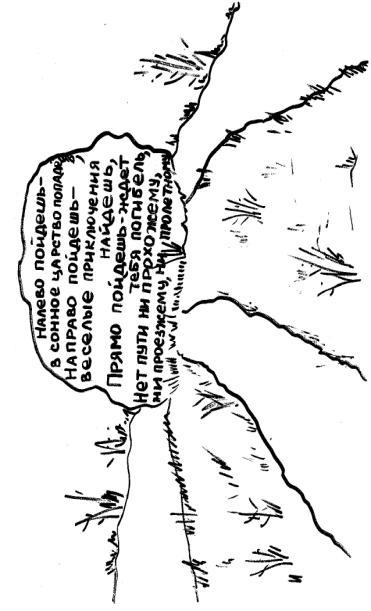 Налево пойдешь–
в сонное царство попадешь,
направо пойдешь–
веселые приключения
найдешь,
Прямо пойдешь–ждет
тебя погибель,
Нет пути ни прохожему,
ни проезжему, ни пролетному